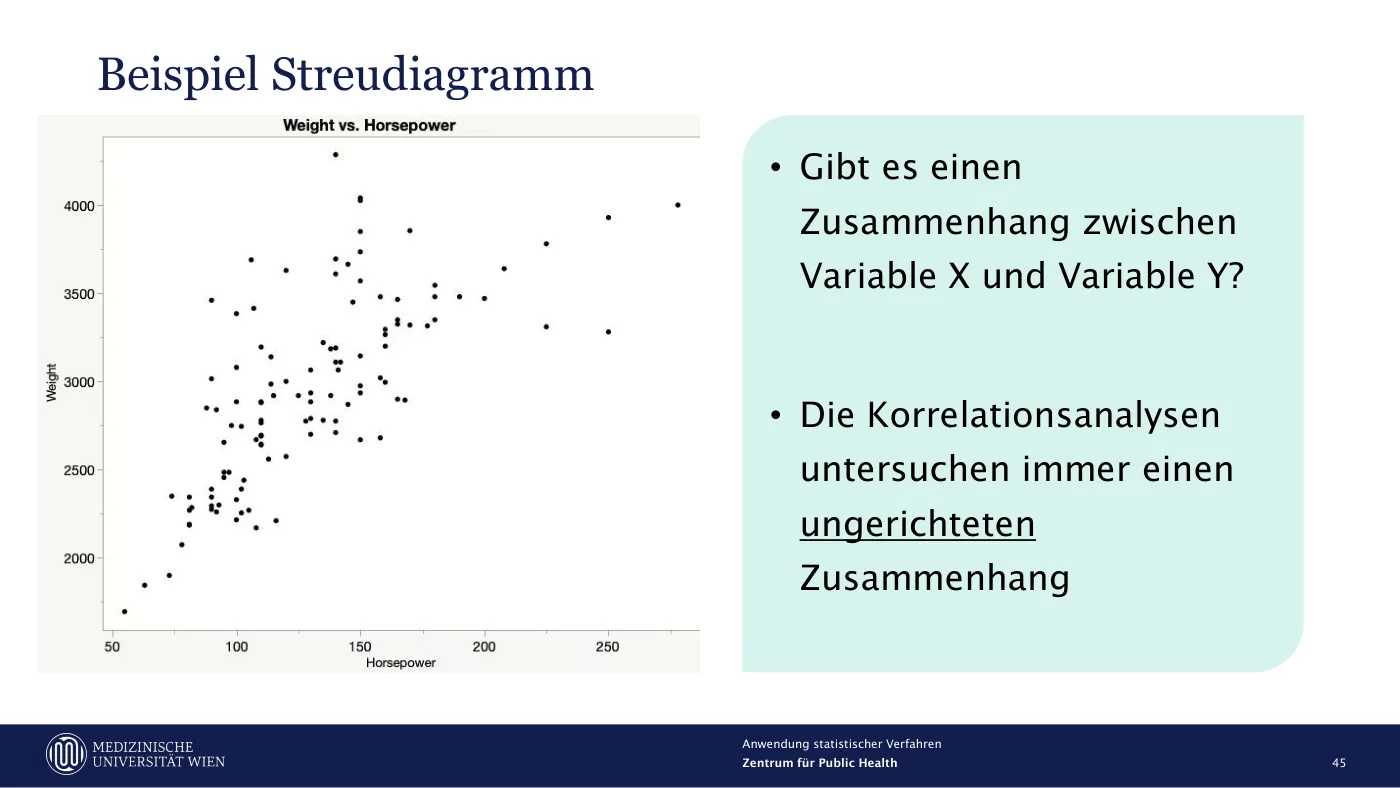 Beispiel Streudiagramm
Weight vs. Horsepower
4000
3500
3000
2500
2000
Weight
50 100 150 200 250
Horsepower
• Gibt es einen
Zusammenhang zwischen
Variable X und Variable Y?
• Die Korrelationsanalysen
untersuchen immer einen
ungerichteten
Zusammenhang
MEDIZINISCHE
UNIVERSITÄT WIEN
Anwendung statistischer Verfahren
Zentrum für Public Health
45